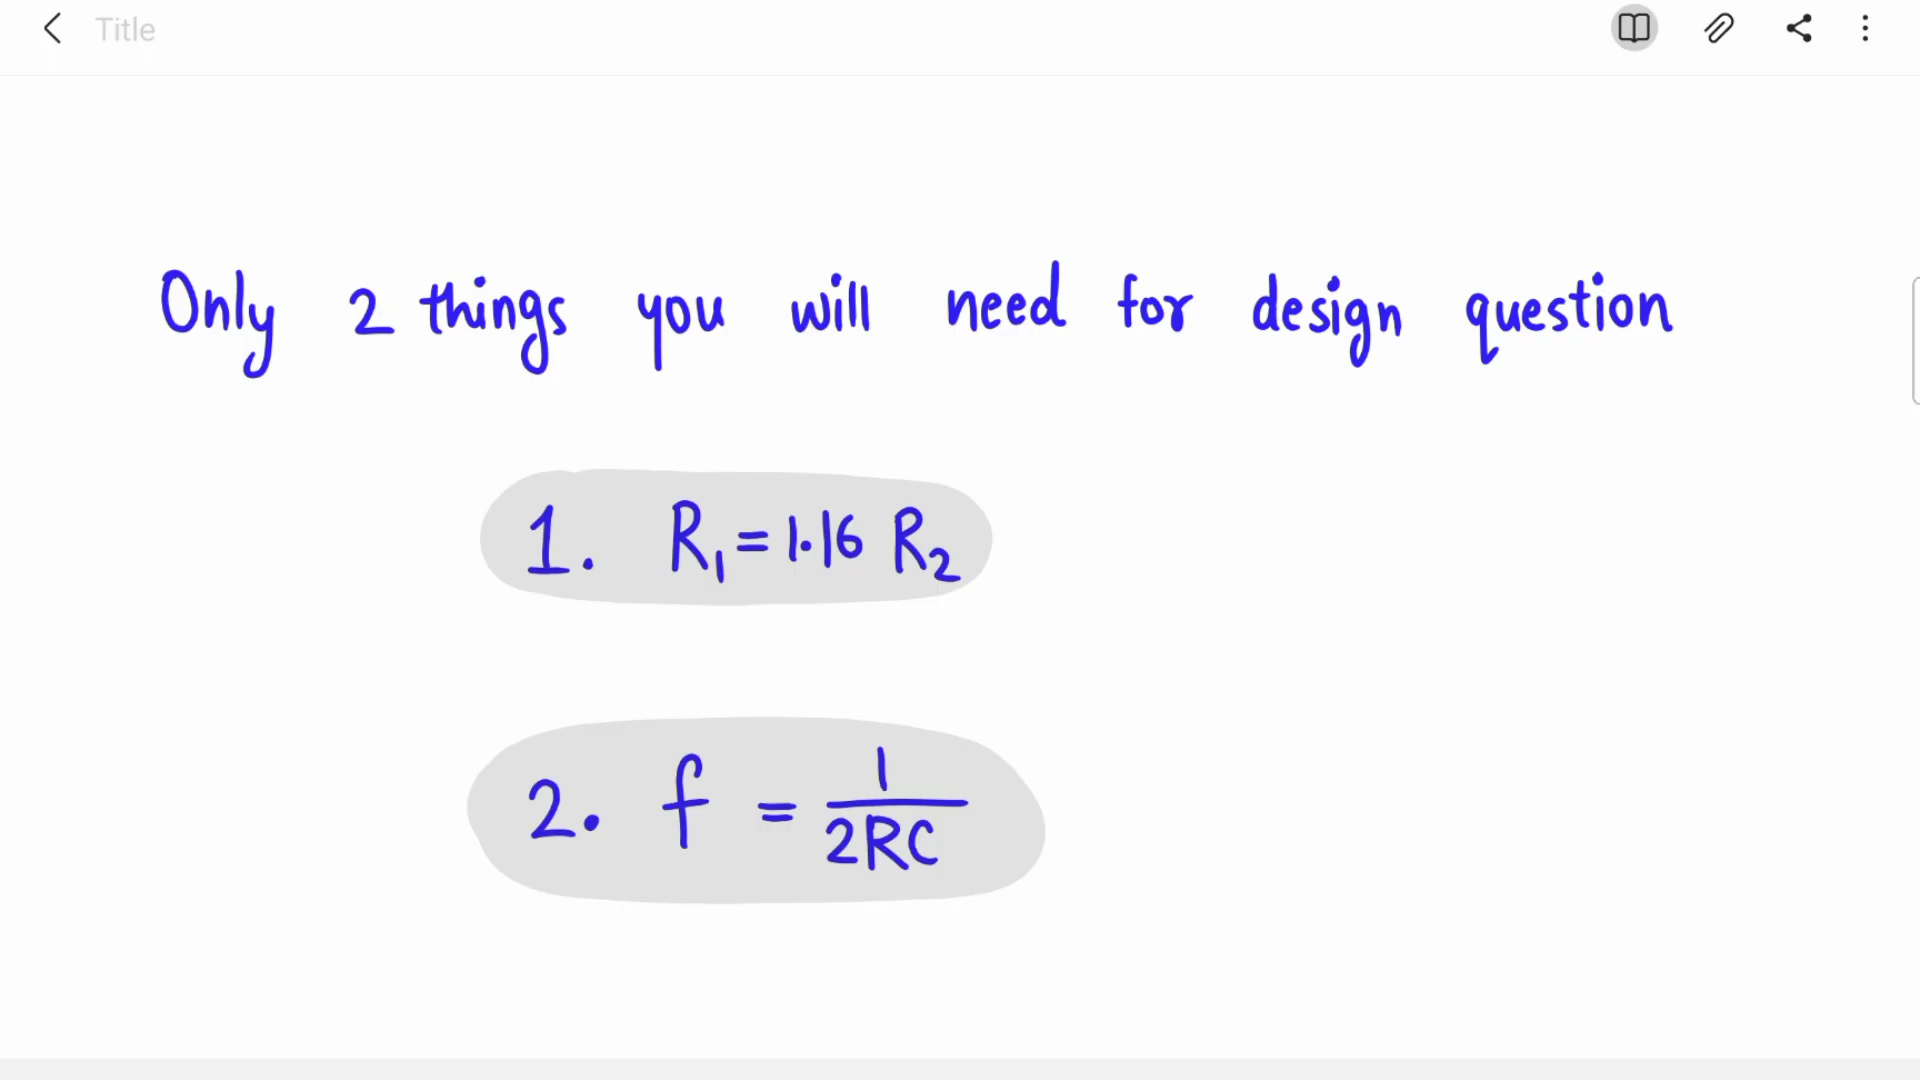 Title
Only 2 things you will need for design question
1. R₁ = 1.16 R₂
2. f = 1/2RC